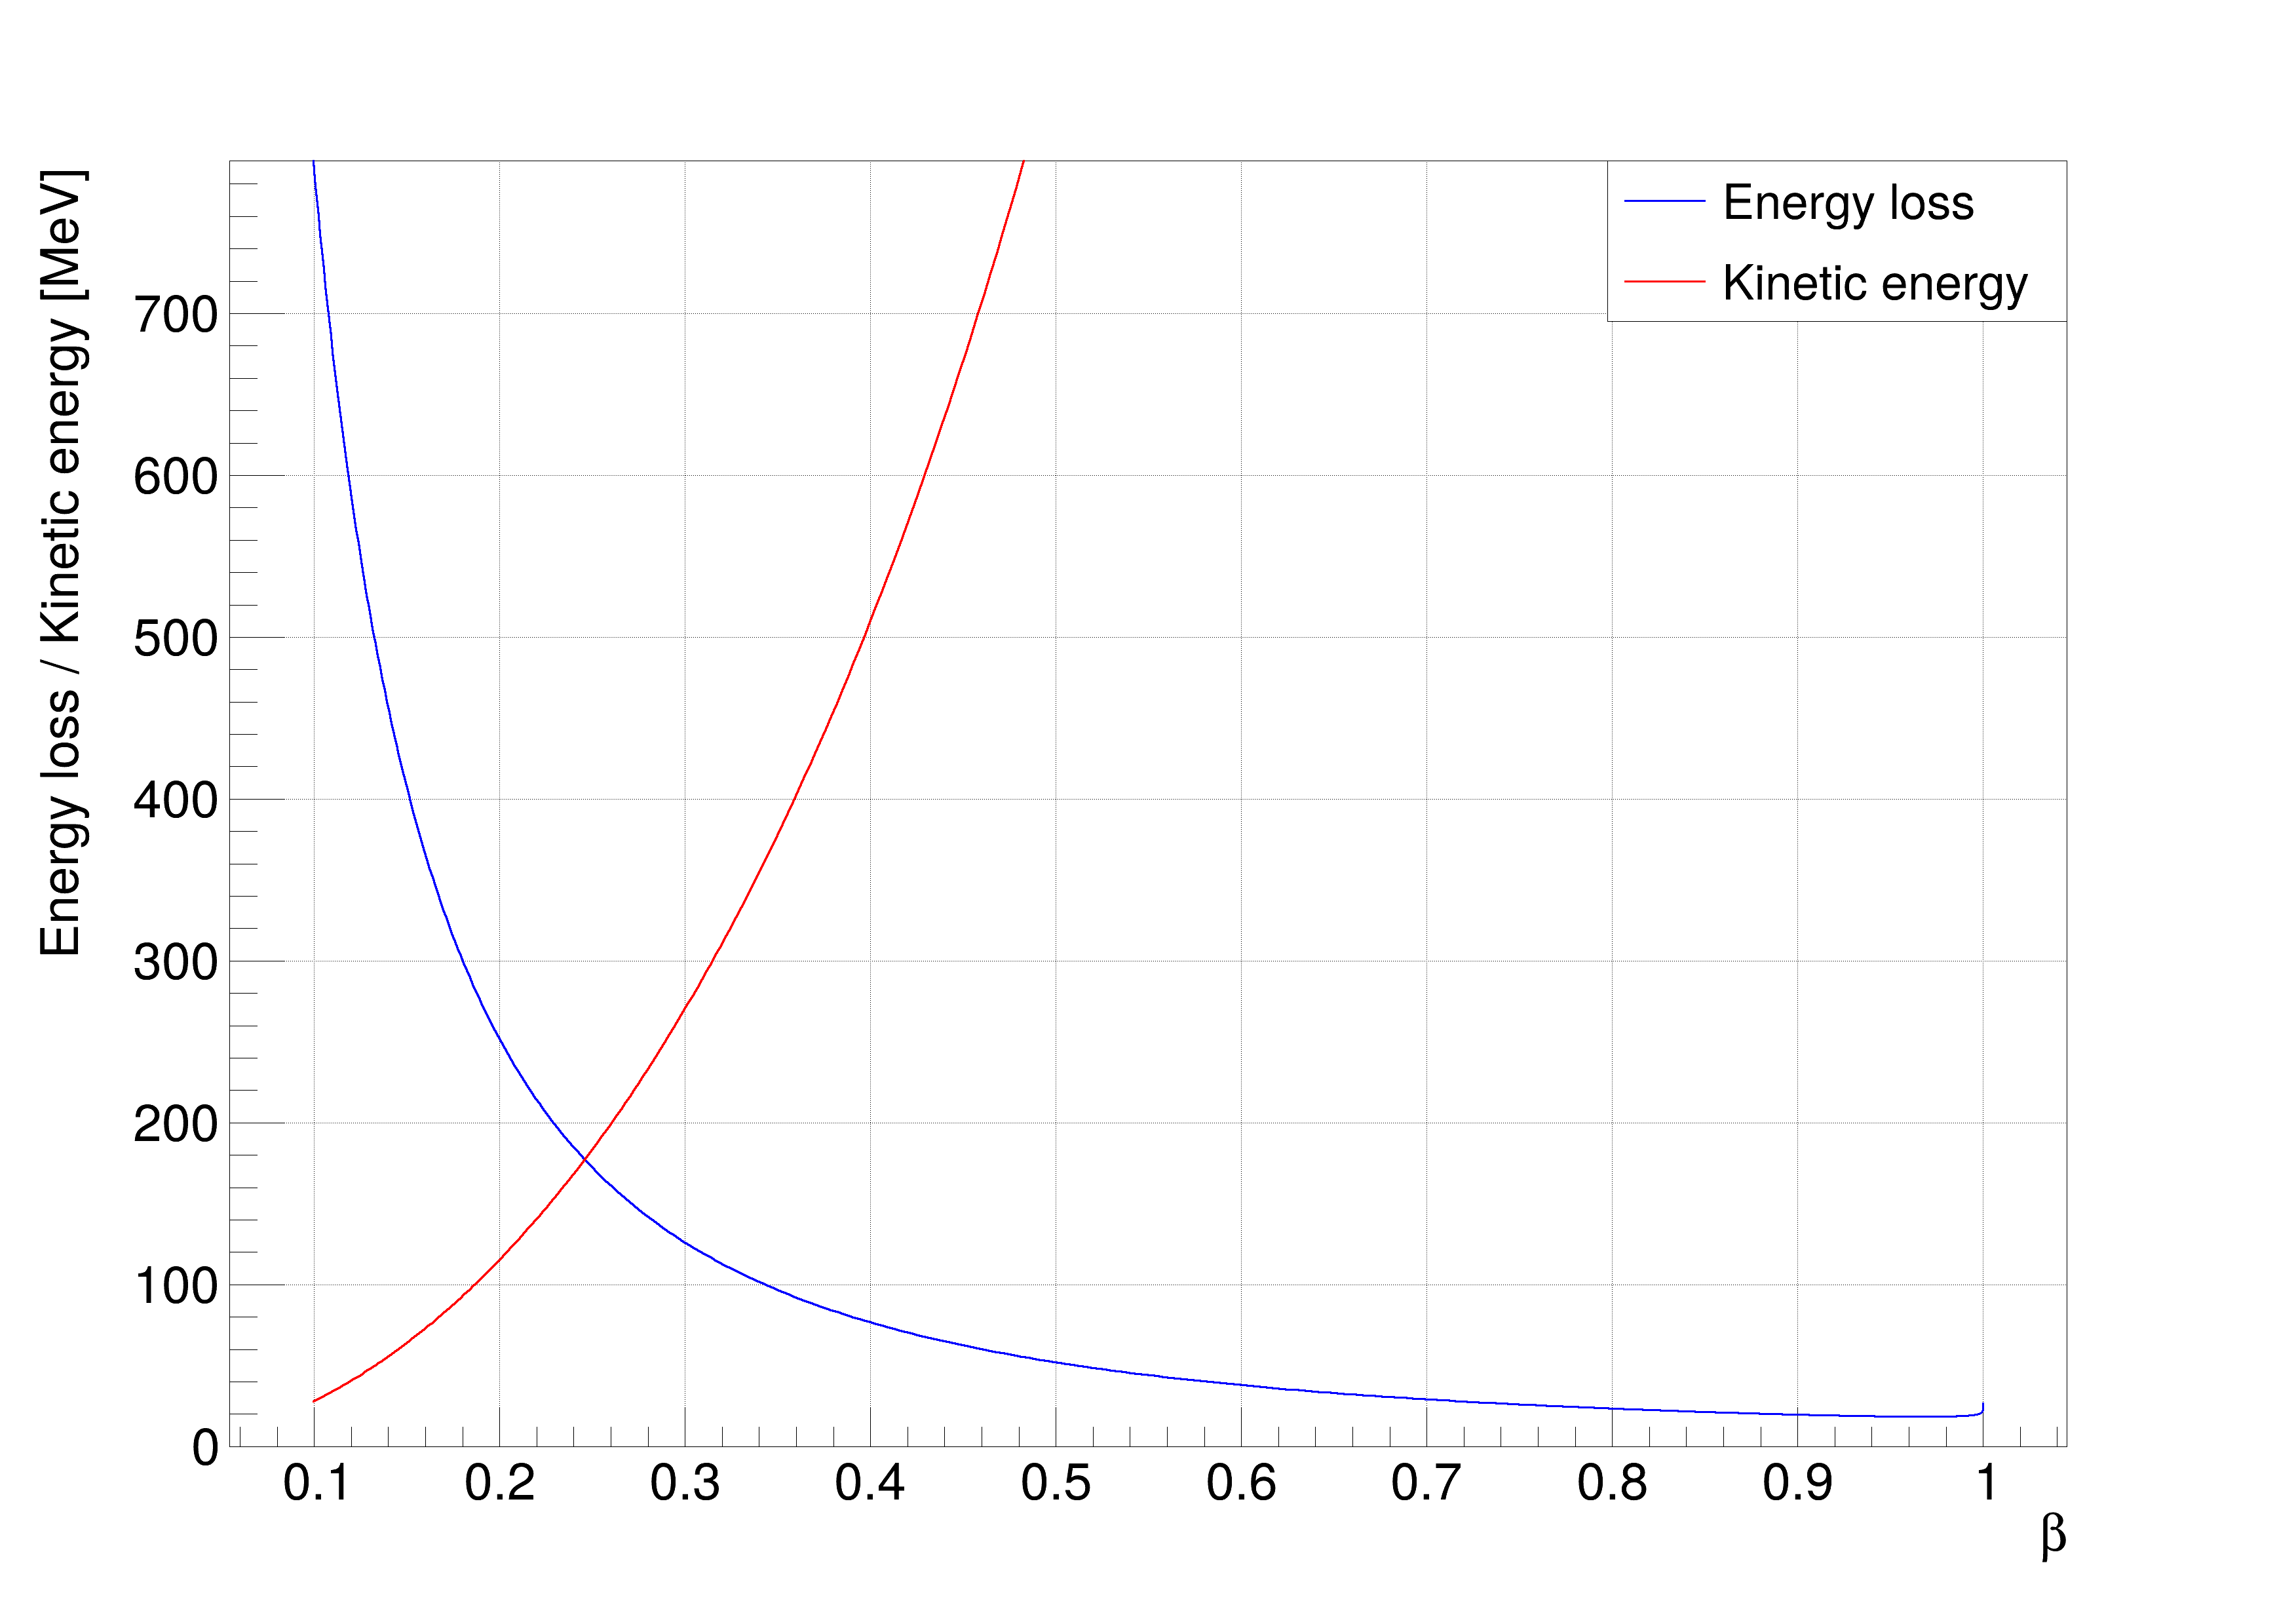 Energy loss / Kinetic energy [MeV]
Energy loss
Kinetic energy
700
600
500
400
300
200
100
0
0.1 0.2 0.3 0.4 0.5 0.6 0.7 0.8 0.9 1
β